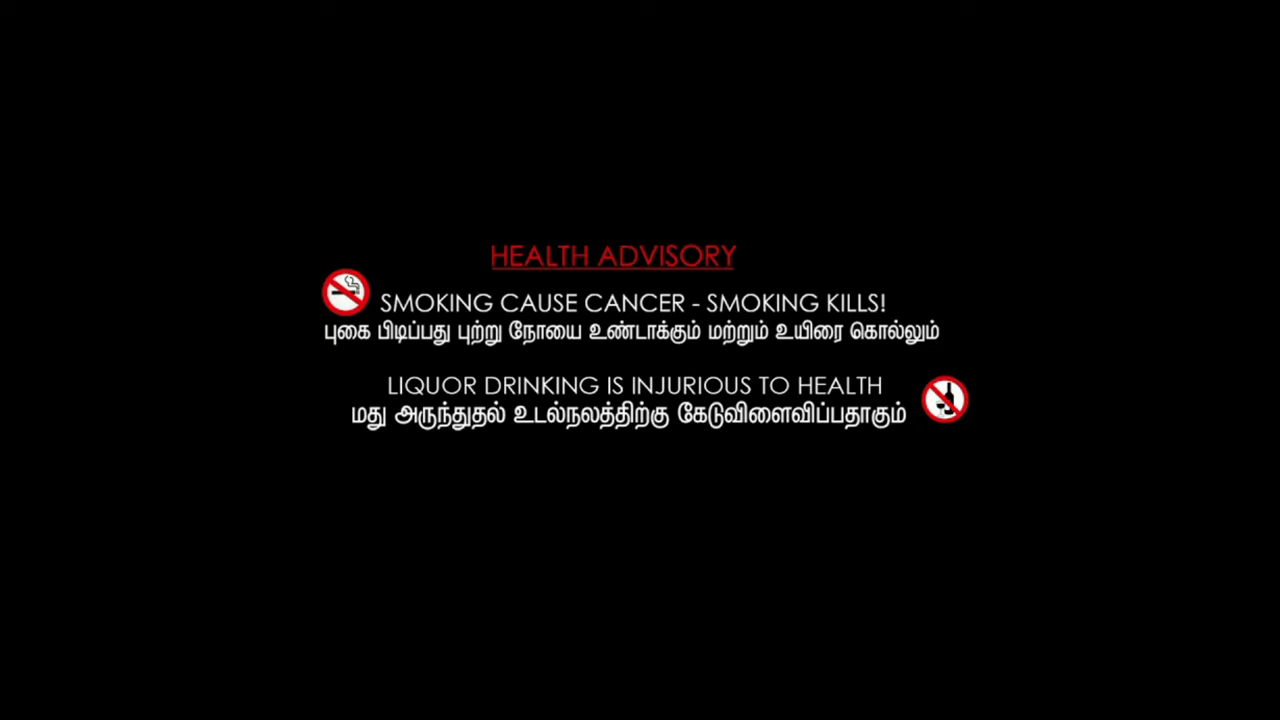 HEALTH ADVISORY
SMOKING CAUSE CANCER - SMOKING KILLS!
புகை பிடிப்பது புற்று நோயை உண்டாக்கும் மற்றும் உயிரை கொல்லும்
LIQUOR DRINKING IS INJURIOUS TO HEALTH
மது அருந்துதல் உடல்நலத்திற்கு கேடுவிளைவிப்பதாகும்